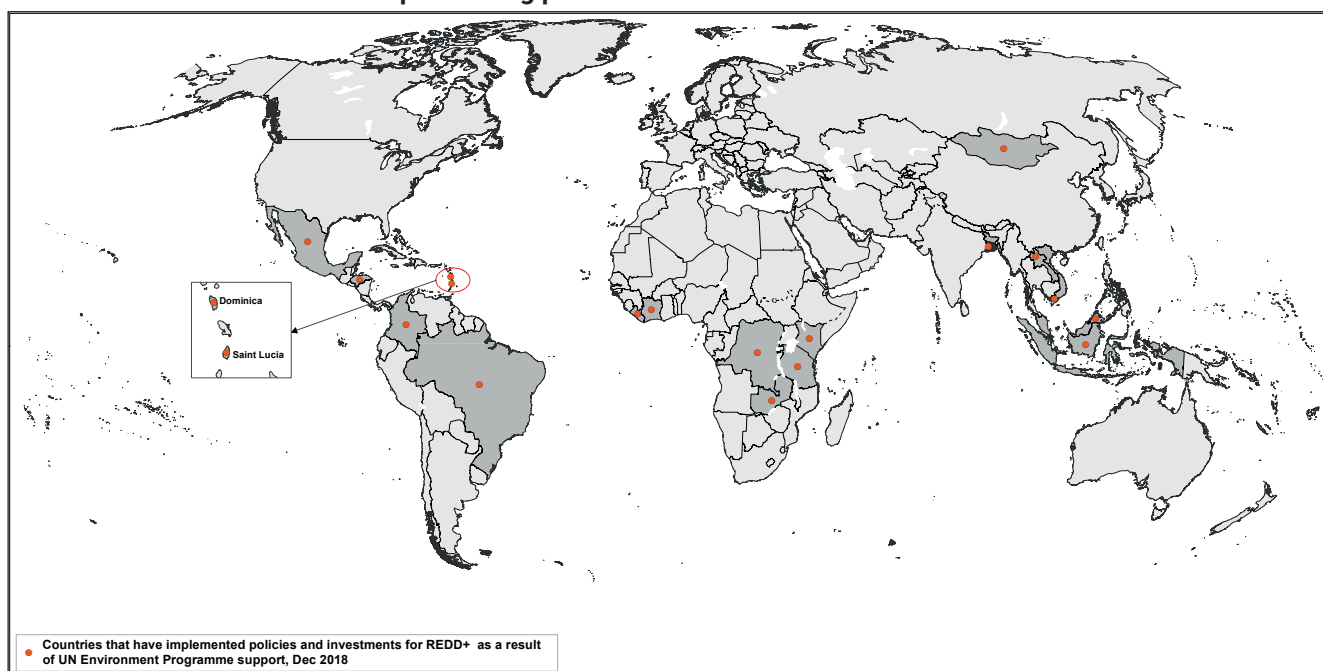 Dominica
Saint Lucia
Countries that have implemented policies and investments for REDD+ as a result
of UN Environment Programme support, Dec 2018